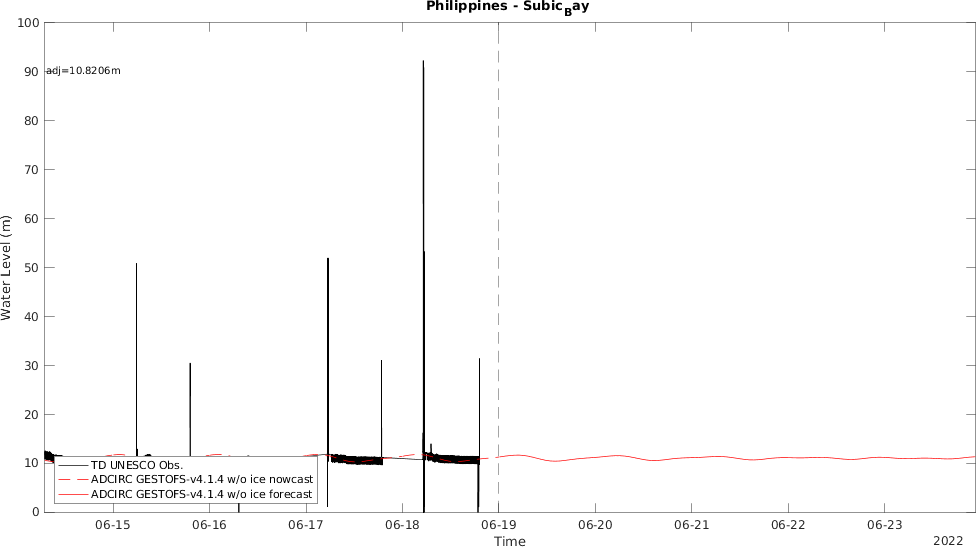 Philippines - Subic_Bay
100
adj=10.8206m
90
80
70
60
50
40
30
20
10
0
Water Level (m)
TD UNESCO Obs.
ADCIRC GESTOFS-v4.1.4 w/o ice nowcast
ADCIRC GESTOFS-v4.1.4 w/o ice forecast
06-15 06-16 06-17 06-18 06-19 06-20 06-21 06-22 06-23
Time
2022